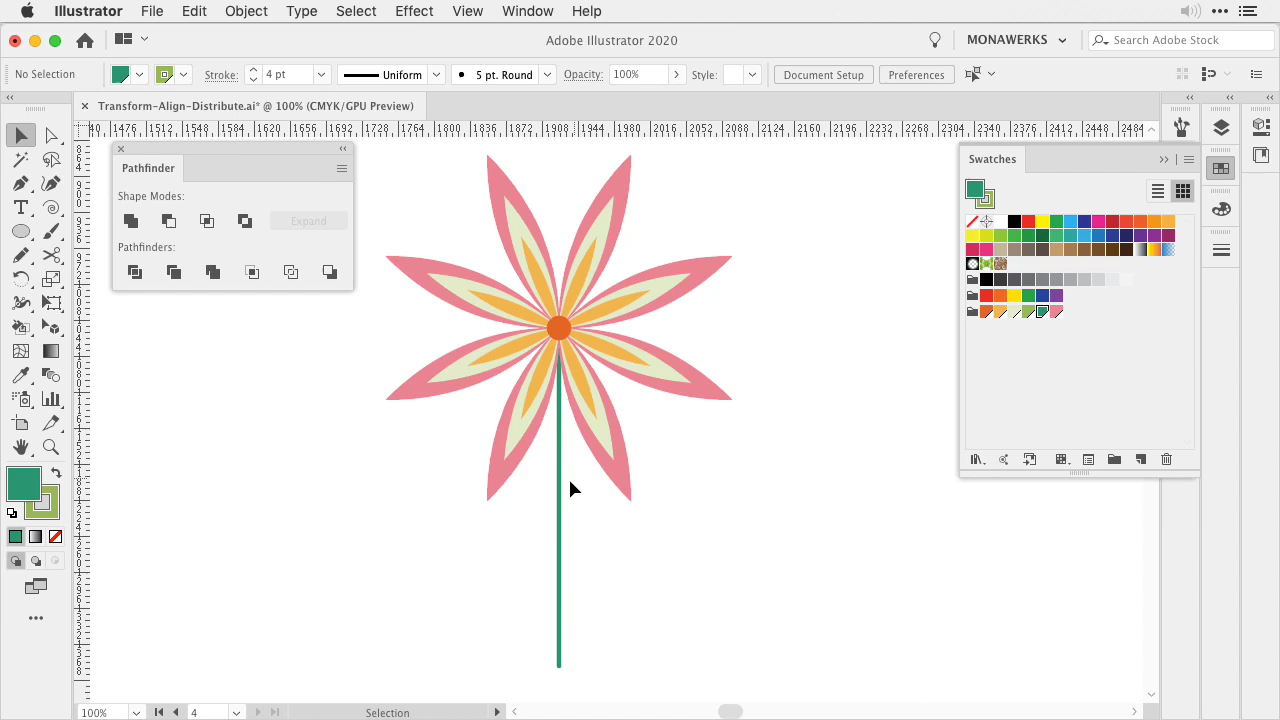 Illustrator File Edit Object Type Select Effect View Window Help
Adobe Illustrator 2020
MONAWERKS
Search Adobe Stock
No Selection
Stroke: 4 pt
Uniform
5 pt. Round
Opacity: 100%
Style:
Document Setup
Preferences
Transform-Align-Distribute.ai* @ 100% (CMYK/GPU Preview)
40 1476 1512 1548 1584 1620 1656 1692 1728 1764 1800 1836 1872 1908 1944 1980 2016 2052 2088 2124 2160 2196 2232 2268 2304 2340 2376 2412 2448 2484
Pathfinder
Shape Modes:
Expand
Pathfinders:
Swatches
100%
4
Selection